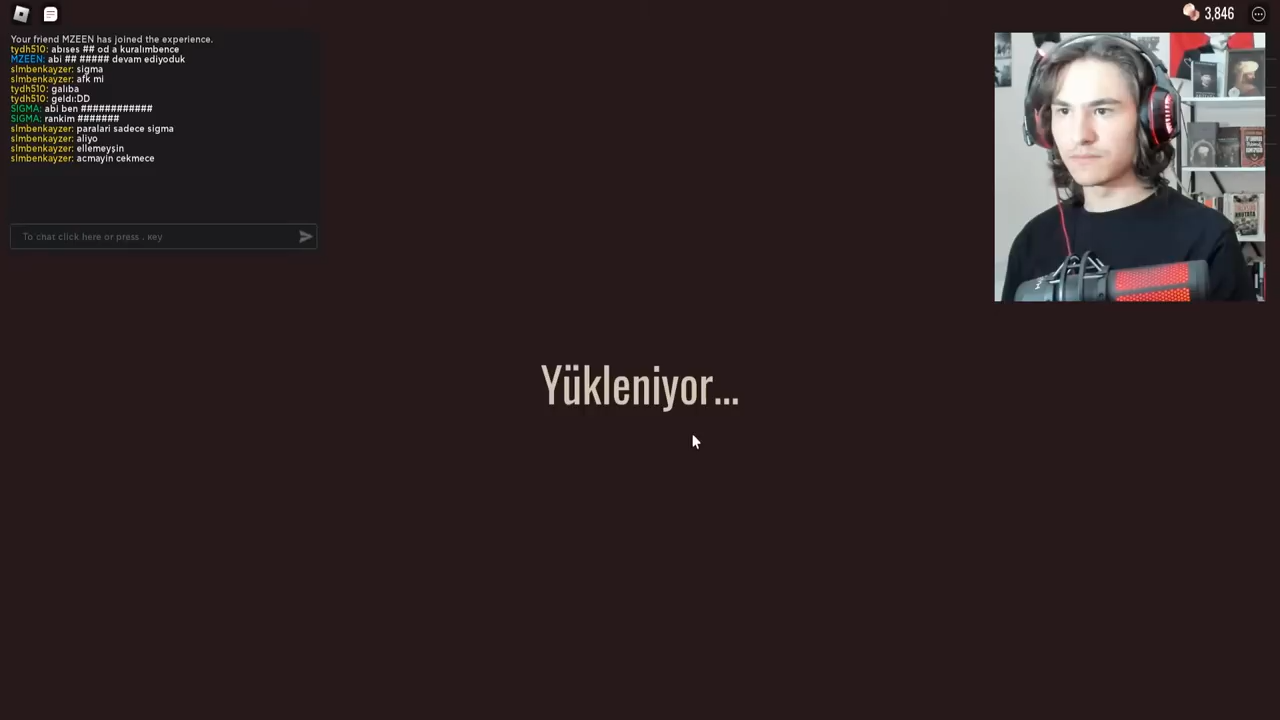 3,846
Your friend MZEEN has joined the experience.
tydh510: abıses ## od a kuralımbence
MZEEN: abi ## ##### devam ediyoduk
slmbenkayzer: sigma
slmbenkayzer: afk mi
tydh510: galıba
tydh510: geldı:DD
SIGMA: abi ben ############
SIGMA: rankim #######
slmbenkayzer: paralari sadece sigma
slmbenkayzer: aliyo
slmbenkayzer: ellemeyşin
slmbenkayzer: acmayin cekmece
To chat click here or press . key
Yükleniyor...